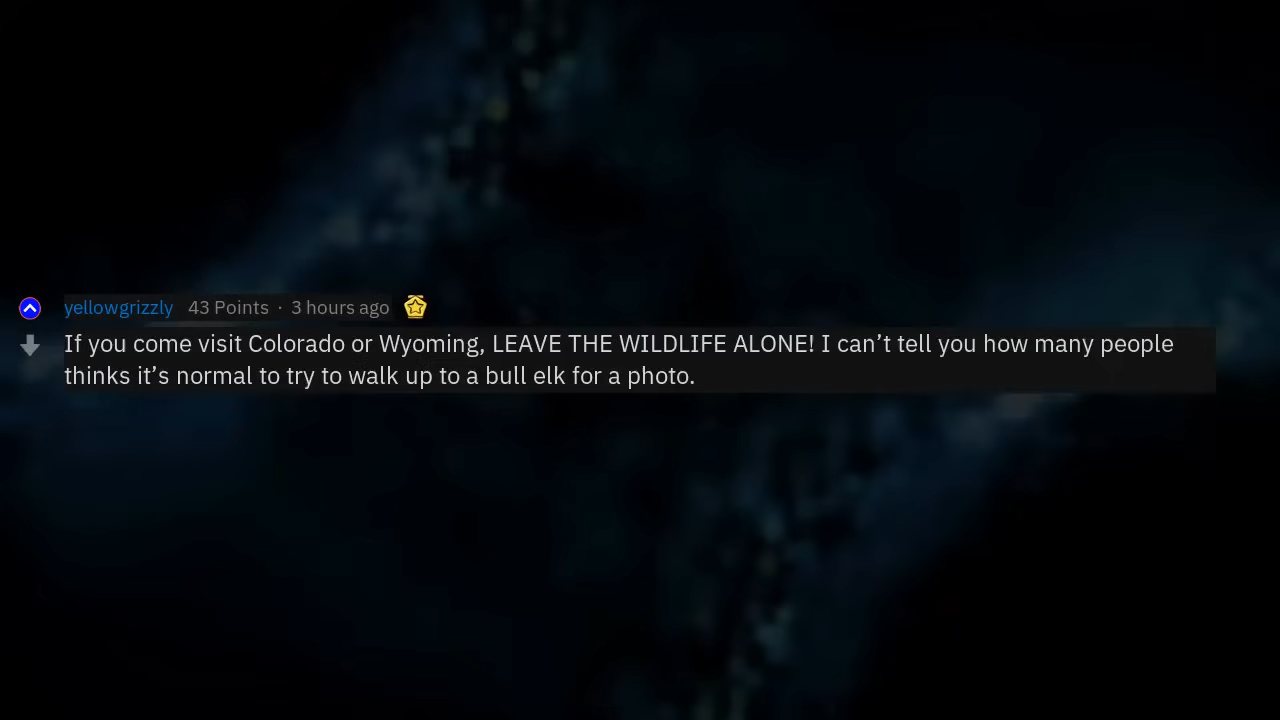 yellowgrizzly 43 Points · 3 hours ago
If you come visit Colorado or Wyoming, LEAVE THE WILDLIFE ALONE! I can’t tell you how many people
thinks it’s normal to try to walk up to a bull elk for a photo.